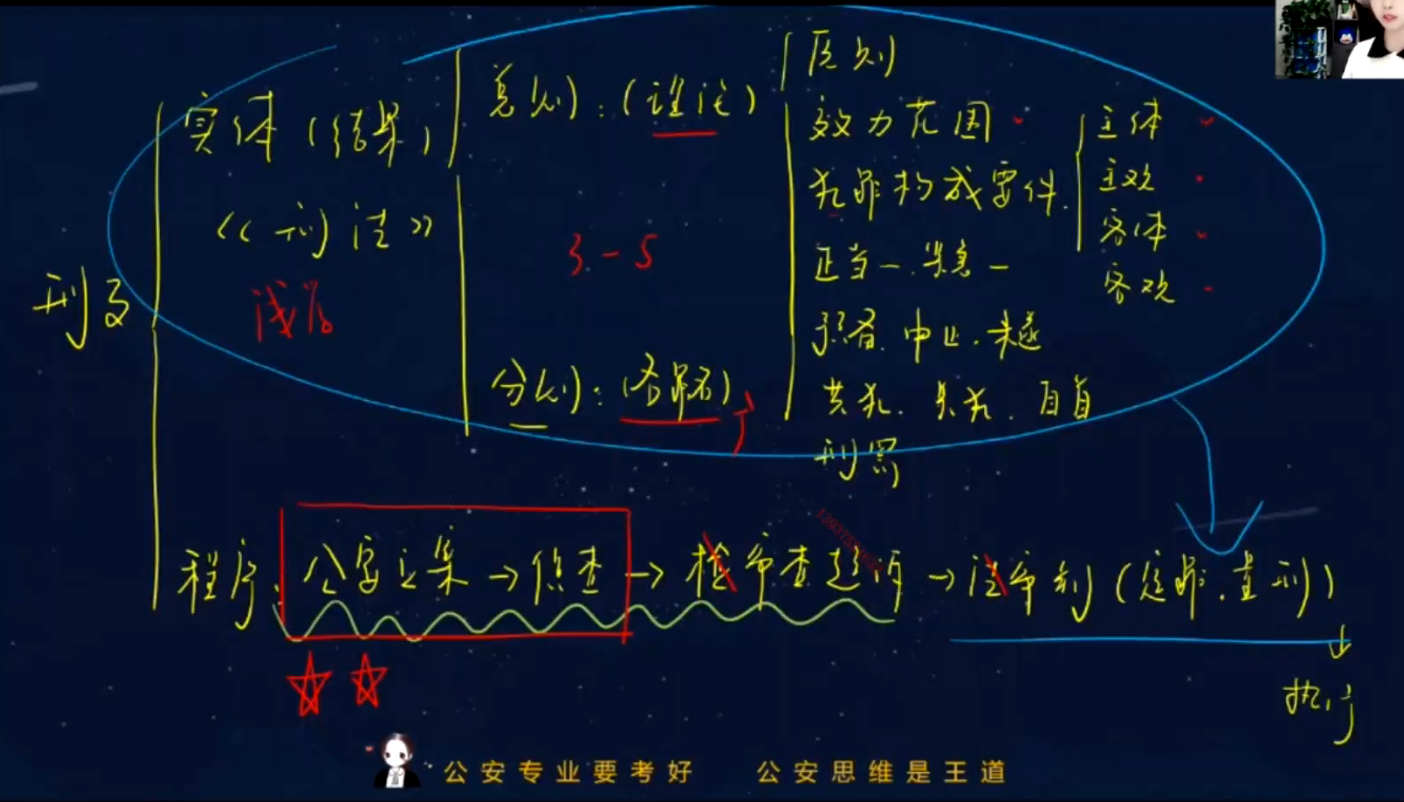 刑法
实体(结果)
《刑法》
浅尝
总则:(理论)
3-5
分则:(各罪名)
原则
效力范围
犯罪构成要件
主体
主观
客体
客观
正当—.紧急—
预备.中止.未遂
共犯.累犯.自首
刑罚
程序:公安立案→侦查→检审查起诉→法审判(定罪.量刑)
执行
公安专业要考好 公安思维是王道